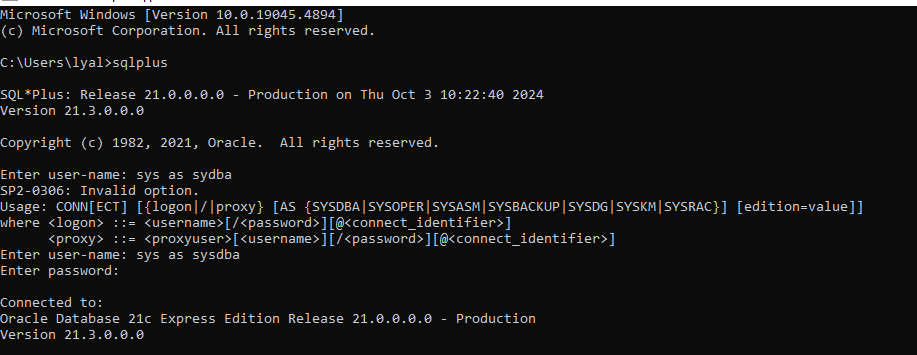 Microsoft Windows [Version 10.0.19045.4894]
(c) Microsoft Corporation. All rights reserved.
C:\Users\lyal>sqlplus
SQL*Plus: Release 21.0.0.0.0 - Production on Thu Oct 3 10:22:40 2024
Version 21.3.0.0.0
Copyright (c) 1982, 2021, Oracle.  All rights reserved.
Enter user-name: sys as sydba
SP2-0306: Invalid option.
Usage: CONN[ECT] [{logon|/|proxy} [AS {SYSDBA|SYSOPER|SYSASM|SYSBACKUP|SYSDG|SYSKM|SYSRAC}] [edition=value]]
where <logon> ::= <username>[/<password>][@<connect_identifier>]
      <proxy> ::= <proxyuser>[<username>][/<password>][@<connect_identifier>]
Enter user-name: sys as sysdba
Enter password:
Connected to:
Oracle Database 21c Express Edition Release 21.0.0.0.0 - Production
Version 21.3.0.0.0